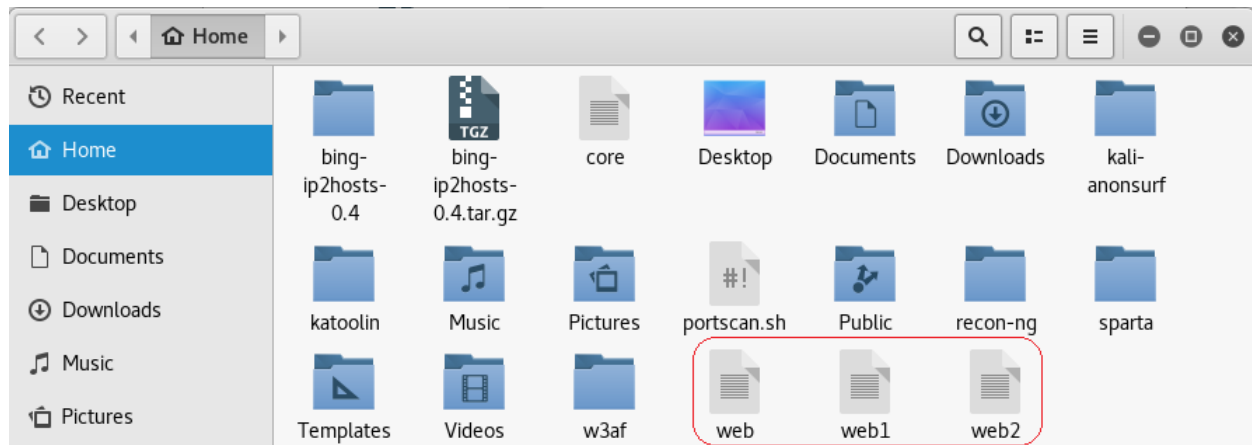 Home
Recent
Home
Desktop
Documents
Downloads
Music
Pictures
TGZ
bing-
ip2hosts-
0.4
bing-
ip2hosts-
0.4.tar.gz
core
Desktop
Documents
Downloads
kali-
anonsurf
katoolin
Music
Pictures
#!
portscan.sh
Public
recon-ng
sparta
Templates
Videos
w3af
web
web1
web2